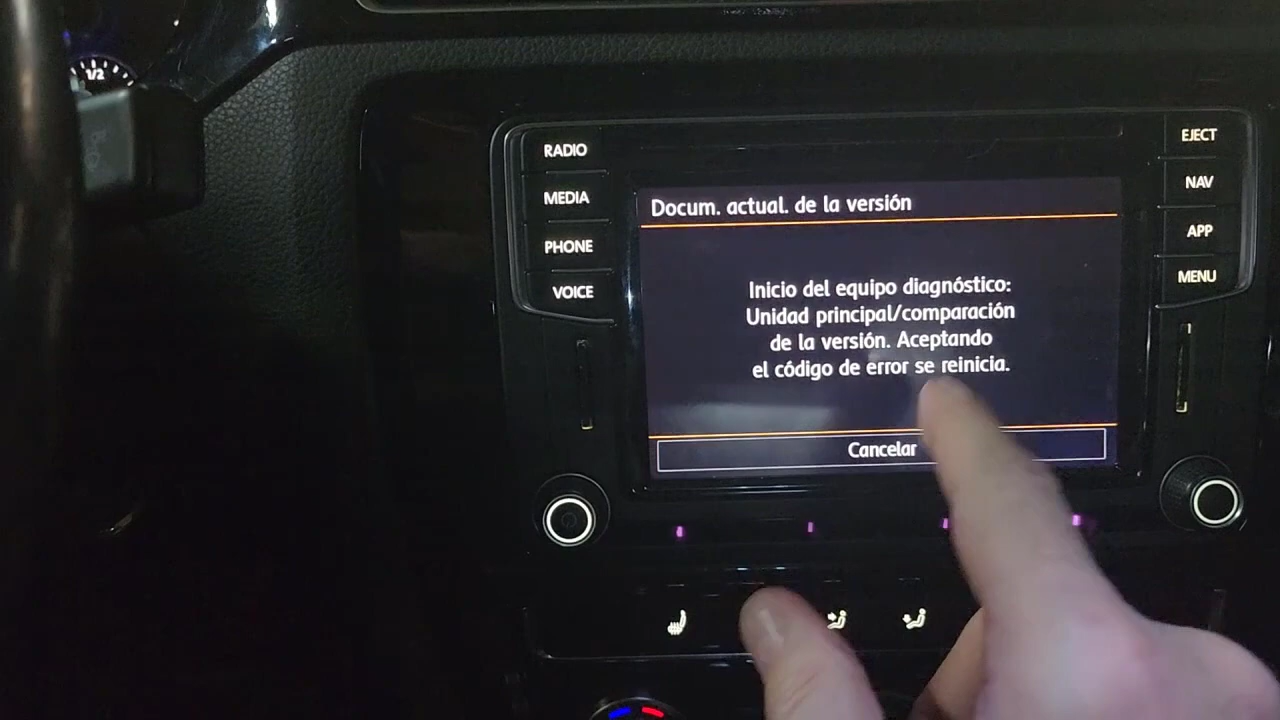 1/2
RADIO
MEDIA
PHONE
VOICE
EJECT
NAV
APP
MENU
Docum. actual. de la versión
Inicio del equipo diagnóstico:
Unidad principal/comparación
de la versión. Aceptando
el código de error se reinicia.
Cancelar